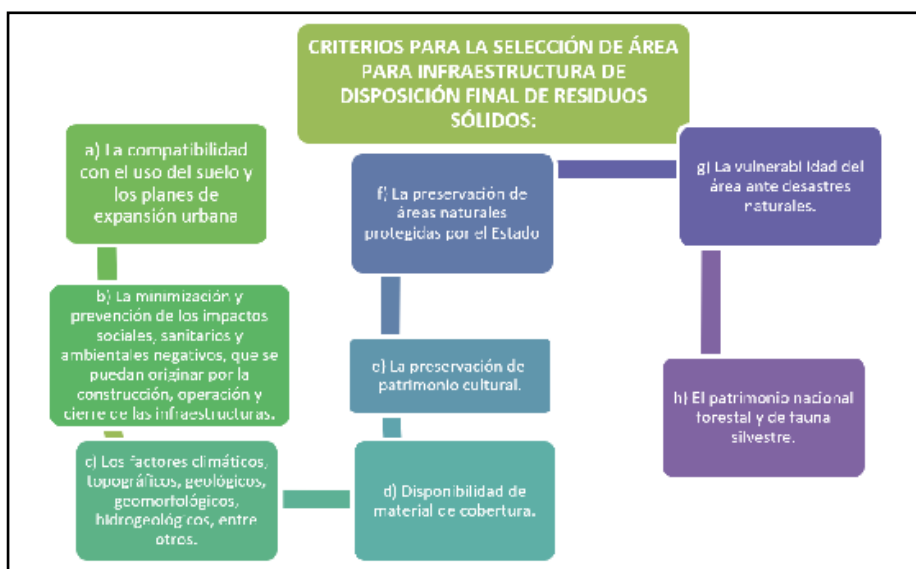 CRITERIOS PARA LA SELECCIÓN DE ÁREA
PARA INFRAESTRUCTURA DE
DISPOSICIÓN FINAL DE RESIDUOS
SÓLIDOS:
a) La compatibilidad
con el uso del suelo y
los planes de
expansión urbana
b) La minimización y
prevención de los impactos
sociales, sanitarios y
ambientales negativos, que se
puedan originar por la
construcción, operación y
cierre de las infraestructuras.
c) Los factores climáticos,
topográficos, geológicos,
geomorfológicos,
hidrogeológicos, entre
otros.
d) Disponibilidad de
material de cobertura.
e) La preservación de
patrimonio cultural.
f) La preservación de
áreas naturales
protegidas por el Estado
g) La vulnerabilidad del
área ante desastres
naturales.
h) El patrimonio nacional
forestal y de fauna
silvestre.